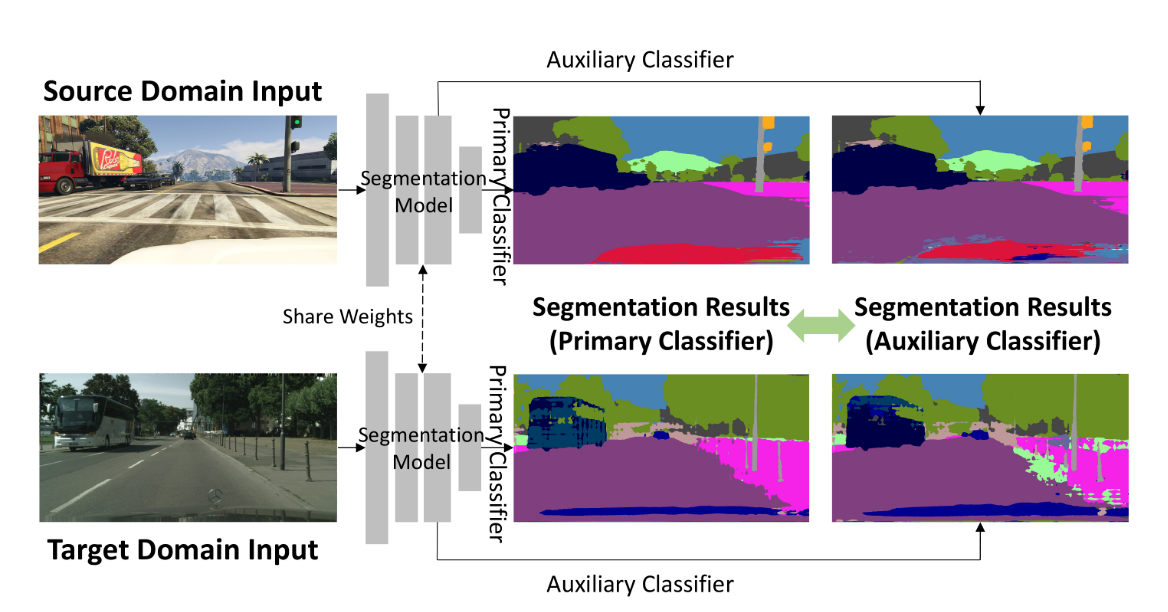 Auxiliary Classifier
Source Domain Input
Primary Classifier
Segmentation
Model
Share Weights
Segmentation Results
(Primary Classifier)
Segmentation Results
(Auxiliary Classifier)
Primary Classifier
Segmentation
Model
Target Domain Input
Auxiliary Classifier